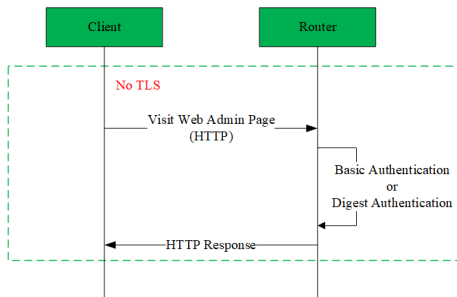 Client
Router
No TLS
Visit Web Admin Page
(HTTP)
Basic Authentication
or
Digest Authentication
HTTP Response